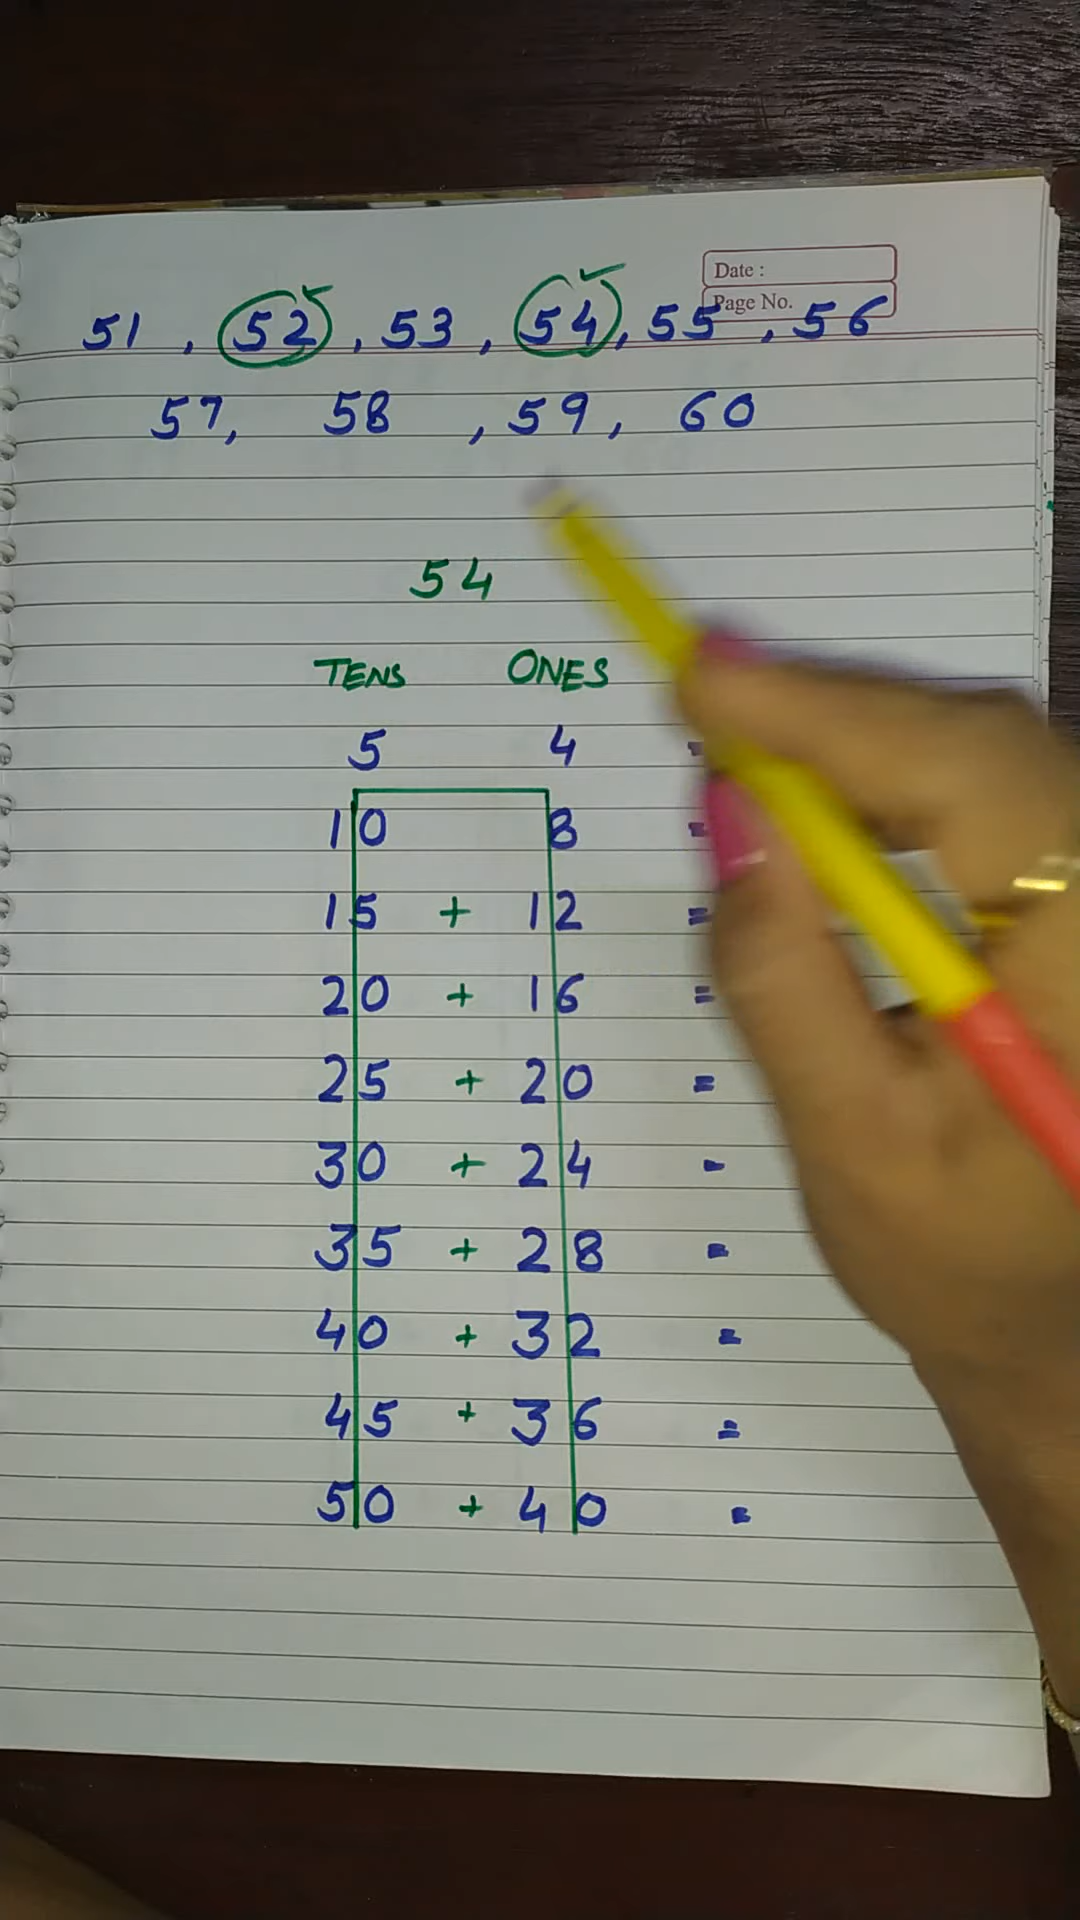 Date :
Page No.
51 , 52 , 53 , 54 , 55 , 56
57, 58 , 59 , 60
54
TENS ONES
5 4 =
10 8 =
15 + 12 =
20 + 16 =
25 + 20 =
30 + 24 -
35 + 28 =
40 + 32 =
45 + 36 =
50 + 40 =